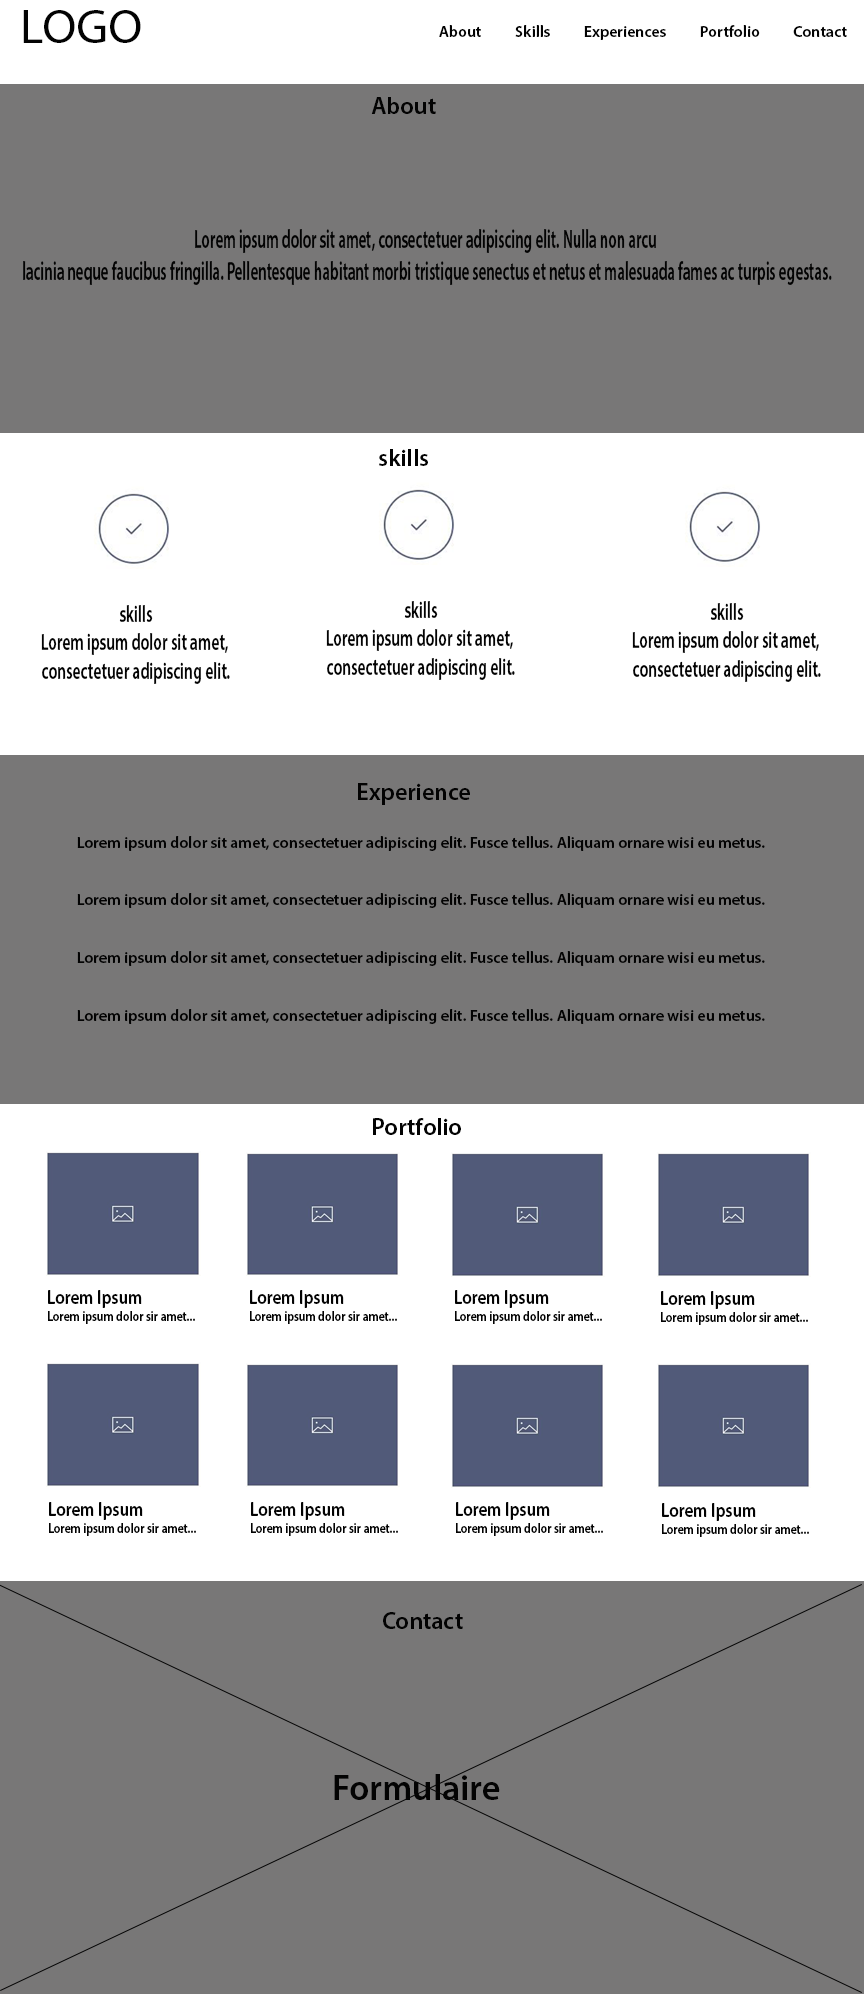 LOGO
About Skills Experiences Portfolio Contact
About
Lorem ipsum dolor sit amet, consectetuer adipiscing elit. Nulla non arcu
lacinia neque faucibus fringilla. Pellentesque habitant morbi tristique senectus et netus et malesuada fames ac turpis egestas.
skills
skills
Lorem ipsum dolor sit amet,
consectetuer adipiscing elit.
skills
Lorem ipsum dolor sit amet,
consectetuer adipiscing elit.
skills
Lorem ipsum dolor sit amet,
consectetuer adipiscing elit.
Experience
Lorem ipsum dolor sit amet, consectetuer adipiscing elit. Fusce tellus. Aliquam ornare wisi eu metus.
Lorem ipsum dolor sit amet, consectetuer adipiscing elit. Fusce tellus. Aliquam ornare wisi eu metus.
Lorem ipsum dolor sit amet, consectetuer adipiscing elit. Fusce tellus. Aliquam ornare wisi eu metus.
Lorem ipsum dolor sit amet, consectetuer adipiscing elit. Fusce tellus. Aliquam ornare wisi eu metus.
Portfolio
Lorem Ipsum
Lorem ipsum dolor sir amet...
Lorem Ipsum
Lorem ipsum dolor sir amet...
Lorem Ipsum
Lorem ipsum dolor sir amet...
Lorem Ipsum
Lorem ipsum dolor sir amet...
Lorem Ipsum
Lorem ipsum dolor sir amet...
Lorem Ipsum
Lorem ipsum dolor sir amet...
Lorem Ipsum
Lorem ipsum dolor sir amet...
Lorem Ipsum
Lorem ipsum dolor sir amet...
Contact
Formulaire